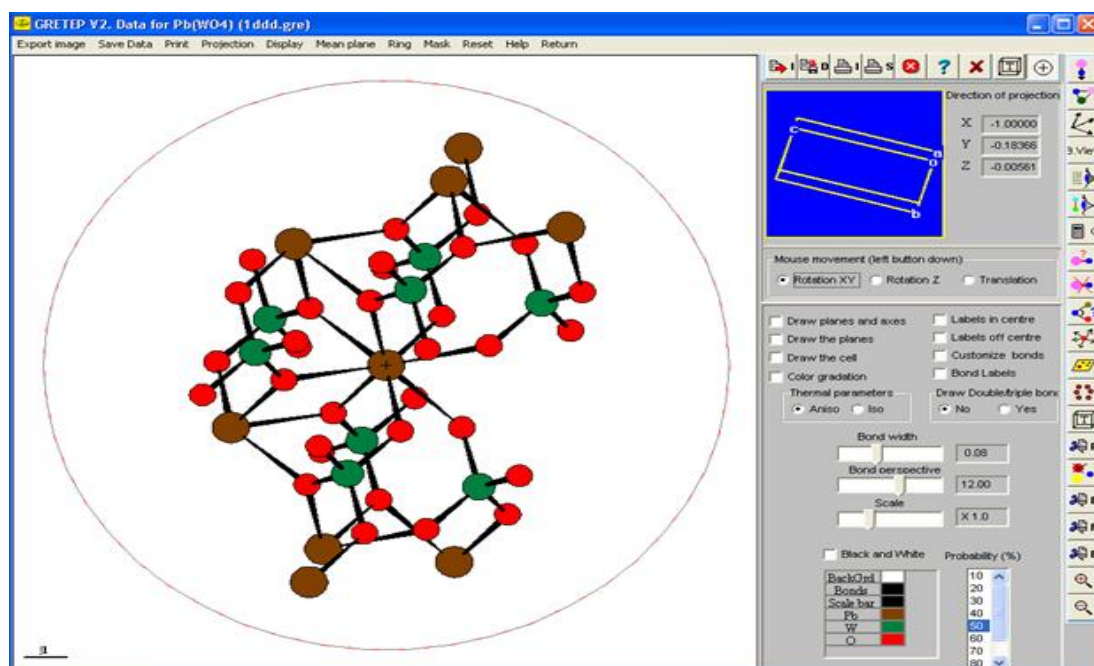 GRETEP V2. Data for Pb(WO4) (1ddd.gre)
Export image Save Data Print Projection Display Mean plane Ring Mask Reset Help Return
I D I S ? T
Direction of projection
X -1.00000
Y -0.18366
Z -0.00561
c a o b
Mouse movement (left button down)
Rotation XY Rotation Z Translation
Draw planes and axes Labels in centre
Draw the planes Labels off centre
Draw the cell Customize bonds
Color gradation Bond Labels
Thermal parameters Draw Double/triple bond
Aniso Iso No Yes
Bond width
0.08
Bond perspective
12.00
Scale
X 1.0
Black and White Probability (%)
BackGrd 10
Bonds 20
Scale bar 30
Pb 40
W 50
O 60
70
80